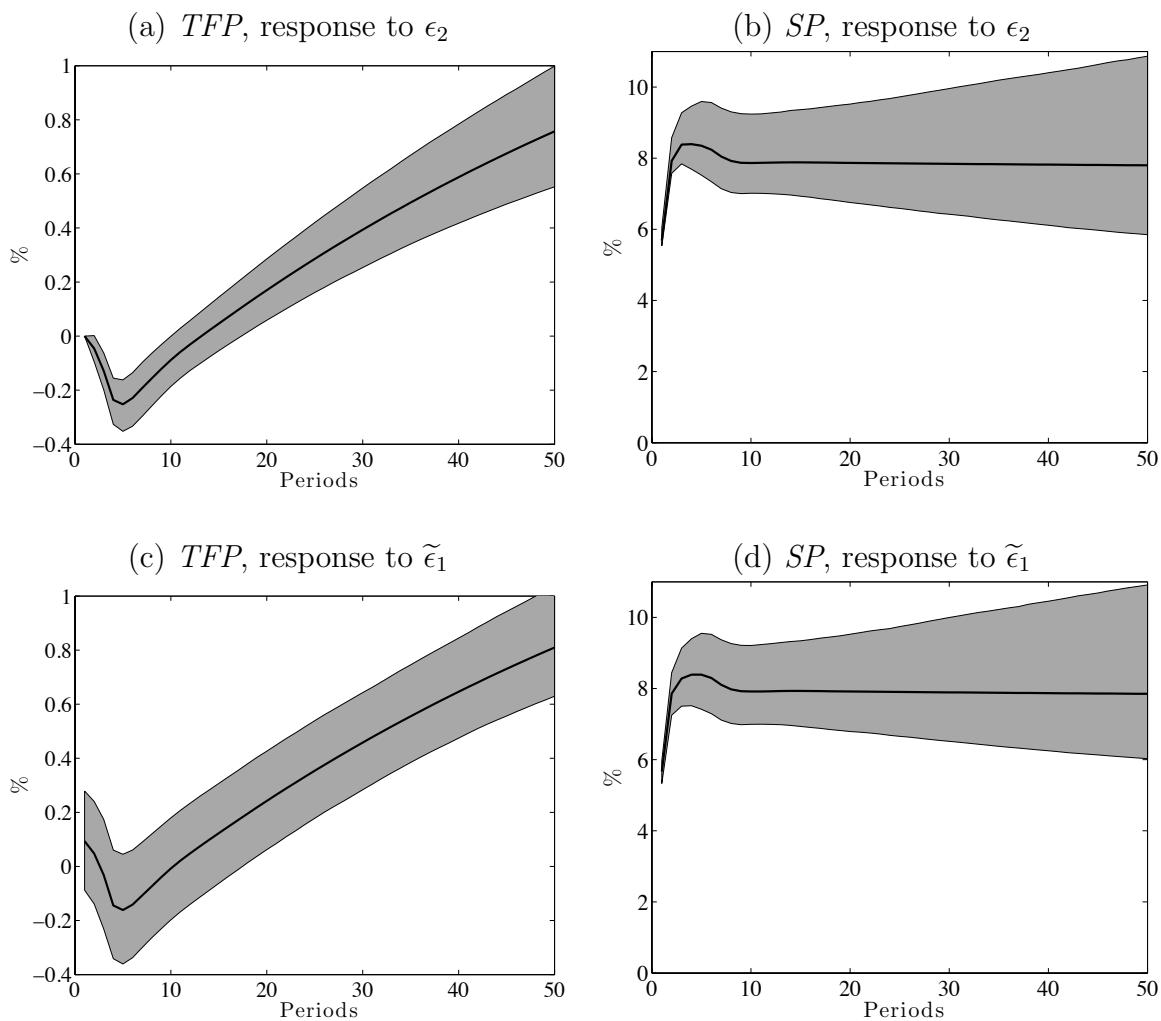 (a) TFP, response to ϵ₂
(b) SP, response to ϵ₂
1
0.8
0.6
0.4
0.2
0
−0.2
−0.4
%
0 10 20 30 40 50
Periods
10
8
6
4
2
0
%
0 10 20 30 40 50
Periods
(c) TFP, response to ϵ̃₁
(d) SP, response to ϵ̃₁
1
0.8
0.6
0.4
0.2
0
−0.2
−0.4
%
0 10 20 30 40 50
Periods
10
8
6
4
2
0
%
0 10 20 30 40 50
Periods